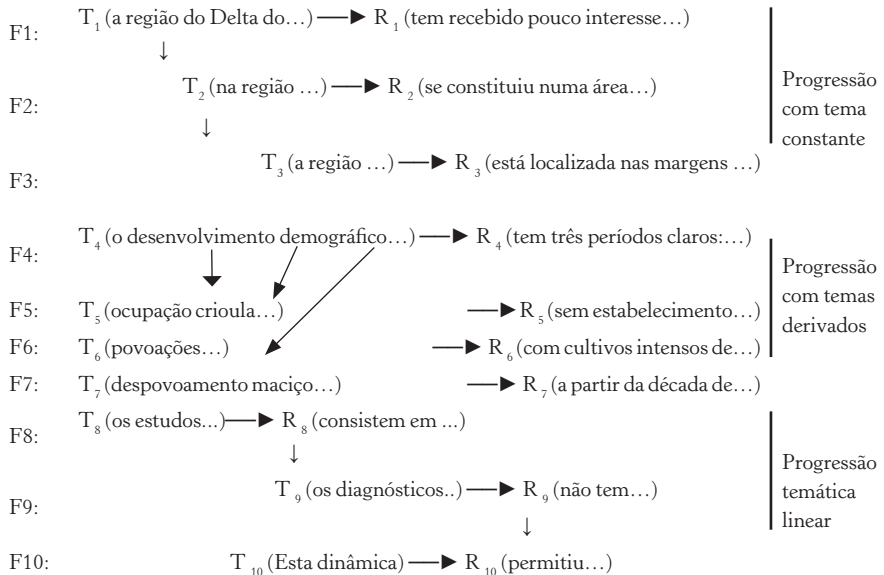 F1: T₁ (a região do Delta do…) → R₁ (tem recebido pouco interesse…)
↓
F2: T₂ (na região …) → R₂ (se constituiu numa área…)
↓
F3: T₃ (a região …) → R₃ (está localizada nas margens …)
Progressão
com tema
constante
F4: T₄ (o desenvolvimento demográfico…) → R₄ (tem três períodos claros:…)
F5: T₅ (ocupação crioula…) → R₅ (sem estabelecimento…)
F6: T₆ (povoações…) → R₆ (com cultivos intensos de…)
F7: T₇ (despovoamento maciço…) → R₇ (a partir da década de…)
Progressão
com temas
derivados
F8: T₈ (os estudos...) → R₈ (consistem em ...)
↓
F9: T₉ (os diagnósticos..) → R₉ (não tem…)
↓
F10: T₁₀ (Esta dinâmica) → R₁₀ (permitiu…)
Progressão
temática
linear